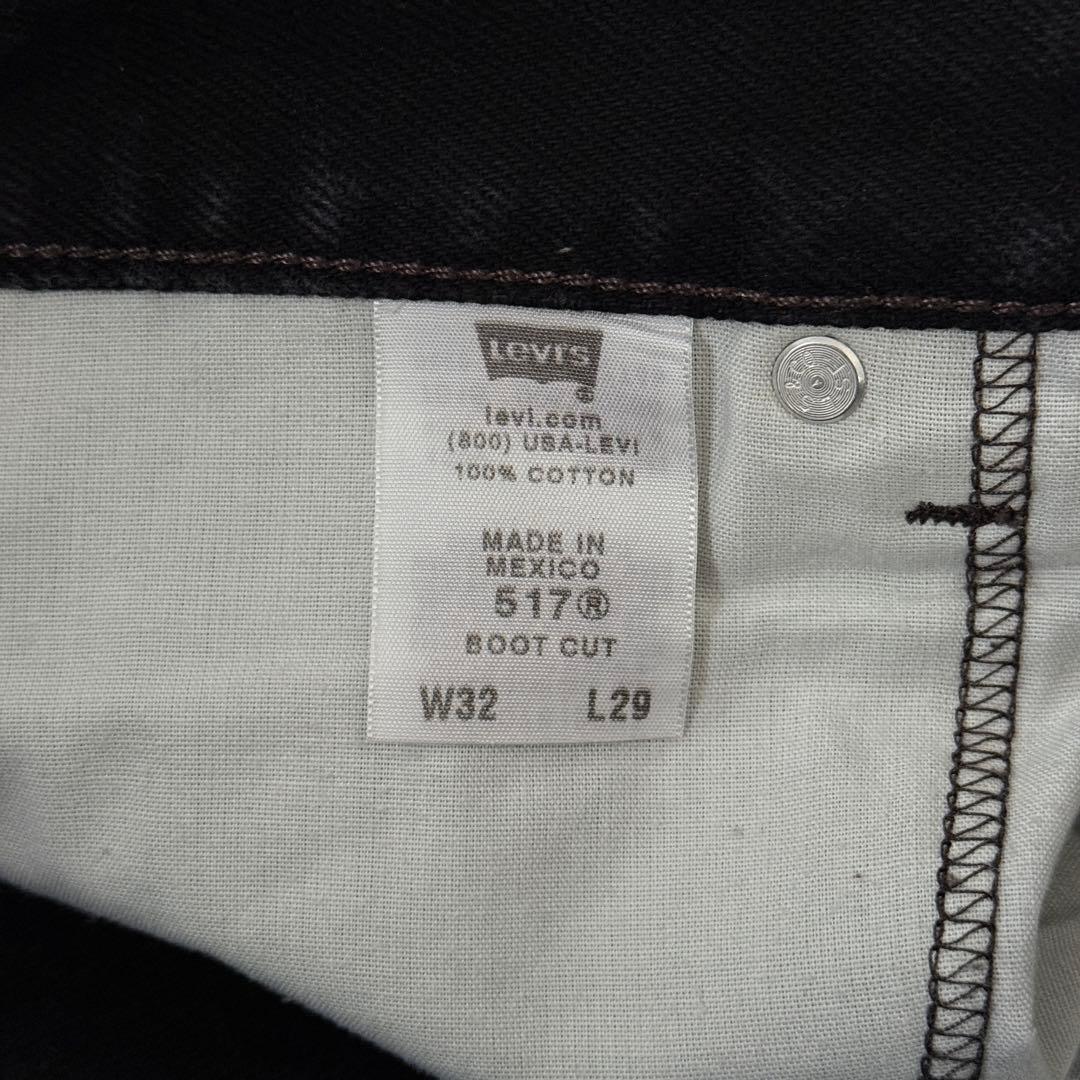 Levi's
®
levi.com
(800) USA-LEVI
100% COTTON
MADE IN
MEXICO
517®
BOOT CUT
W32 L29